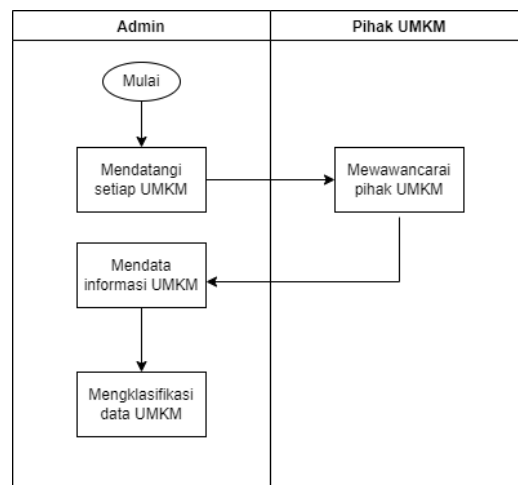 Admin
Pihak UMKM
Mulai
Mendatangi
setiap UMKM
Mewawancarai
pihak UMKM
Mendata
informasi UMKM
Mengklasifikasi
data UMKM